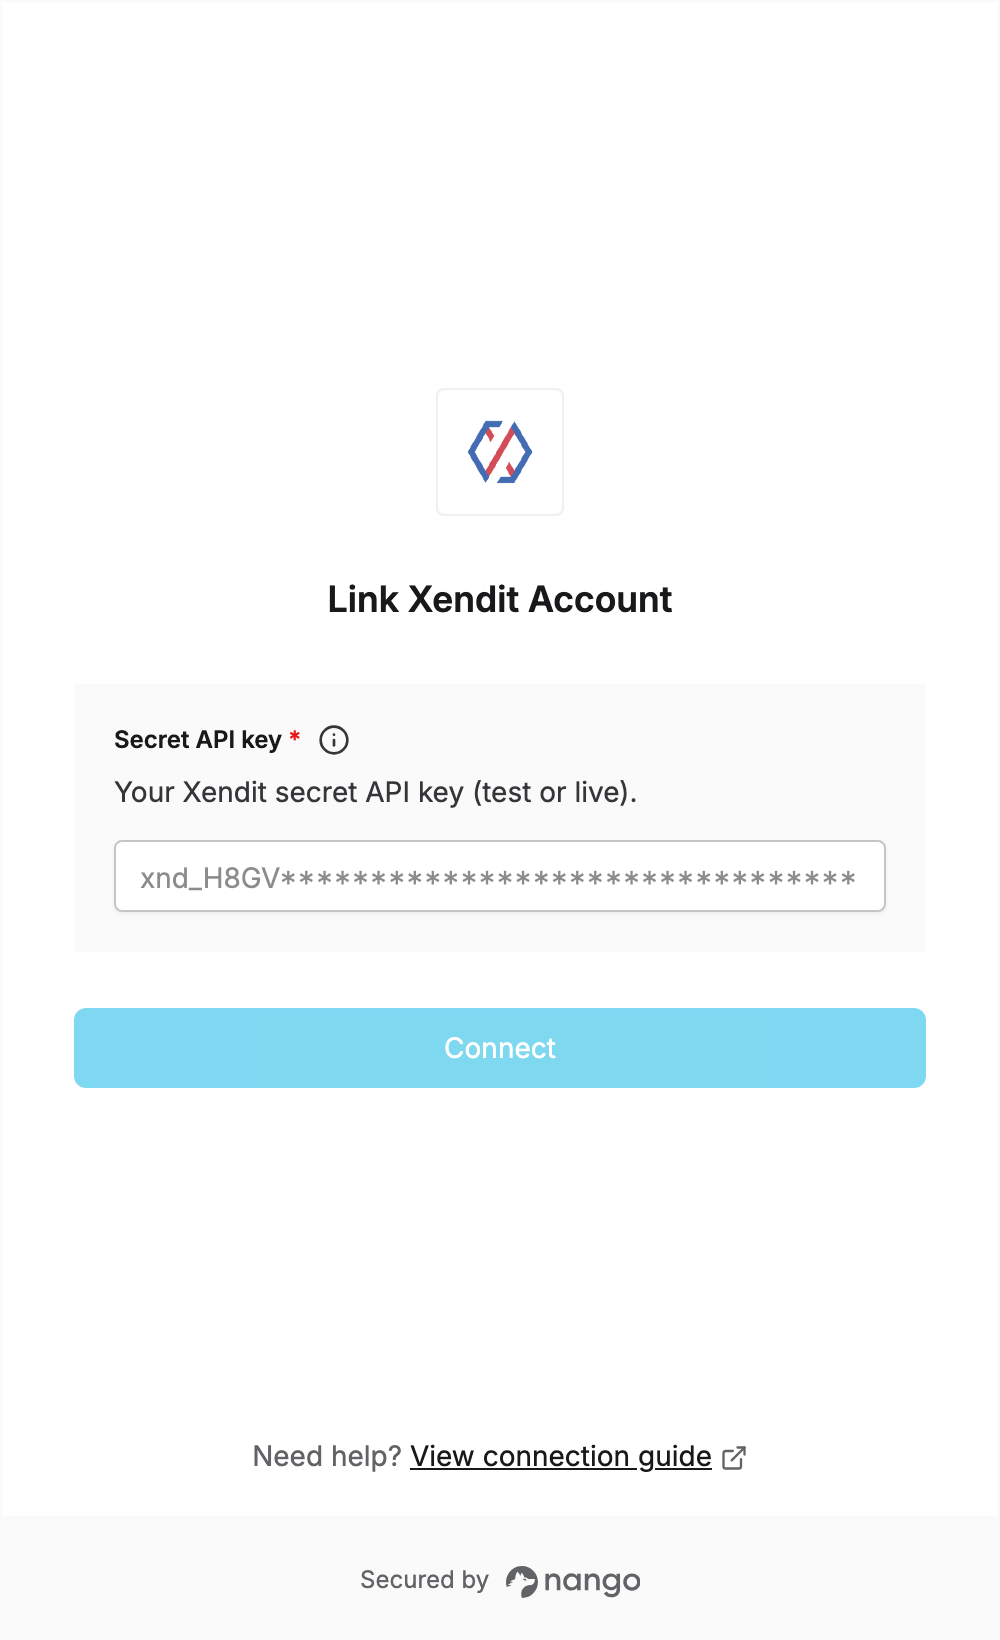 Link Xendit Account
Secret API key *
Your Xendit secret API key (test or live).
xnd_H8GV********************************
Connect
Need help? View connection guide
Secured by nango